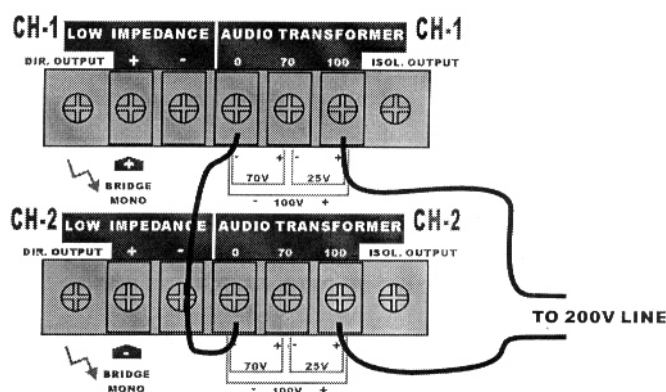 CH-1 LOW IMPEDANCE AUDIO TRANSFORMER CH-1
DIR. OUTPUT + - 0 70 100 ISOL. OUTPUT
+
BRIDGE
MONO
- + - +
70V 25V
- 100V +
CH-2 LOW IMPEDANCE AUDIO TRANSFORMER CH-2
DIR. OUTPUT + - 0 70 100 ISOL. OUTPUT
TO 200V LINE
-
BRIDGE
MONO
- + - +
70V 25V
- 100V +